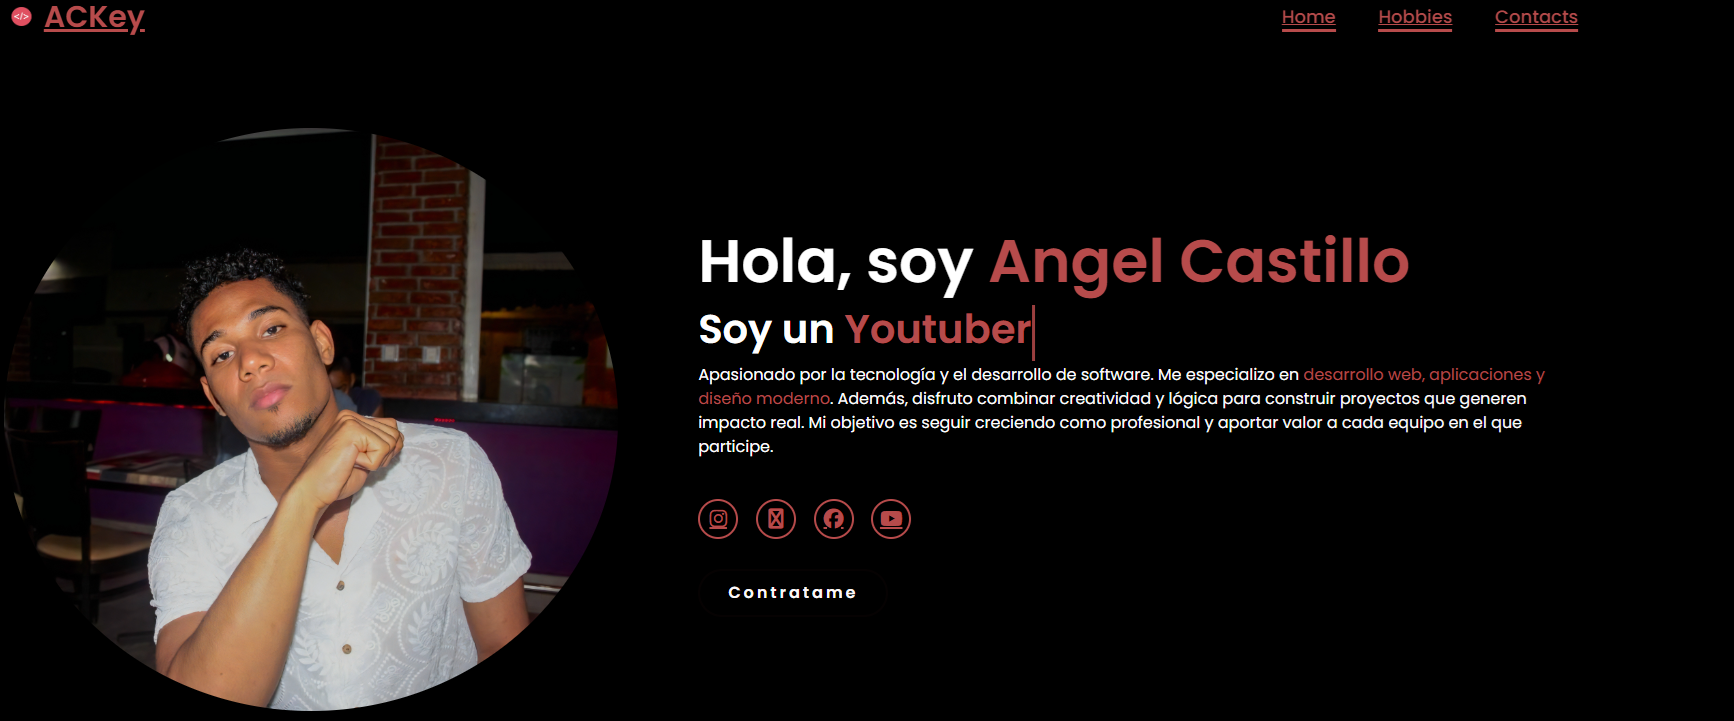 </> ACKey
Home Hobbies Contacts
Hola, soy Angel Castillo
Soy un Youtuber
Apasionado por la tecnología y el desarrollo de software. Me especializo en desarrollo web, aplicaciones y
diseño moderno. Además, disfruto combinar creatividad y lógica para construir proyectos que generen
impacto real. Mi objetivo es seguir creciendo como profesional y aportar valor a cada equipo en el que
participe.
Contratame